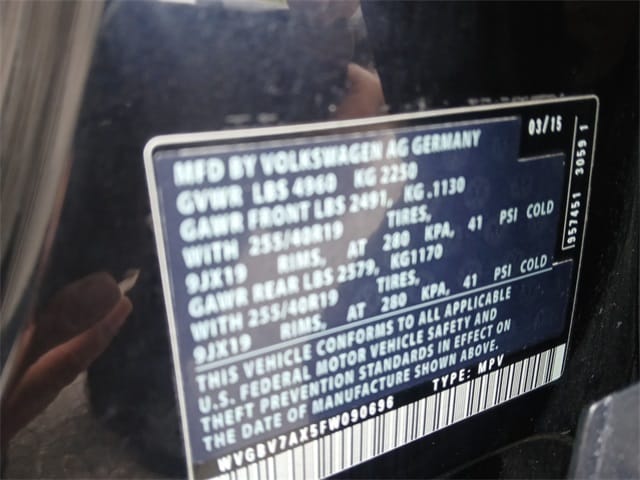 03/15
MFD BY VOLKSWAGEN AG GERMANY
GVWR LBS 4960 KG 2250
GAWR FRONT LBS 2491, KG.1130
WITH 255/40R19 TIRES,
9JX19 RIMS, AT 280 KPA, 41 PSI COLD
GAWR REAR LBS 2579, KG1170
WITH 255/40R19 TIRES,
9JX19 RIMS, AT 280 KPA, 41 PSI COLD
THIS VEHICLE CONFORMS TO ALL APPLICABLE
U.S. FEDERAL MOTOR VEHICLE SAFETY AND
THEFT PREVENTION STANDARDS IN EFFECT ON
THE DATE OF MANUFACTURE SHOWN ABOVE.
WVGBV7AX5FW090696 TYPE: MPV
957451 3059 1